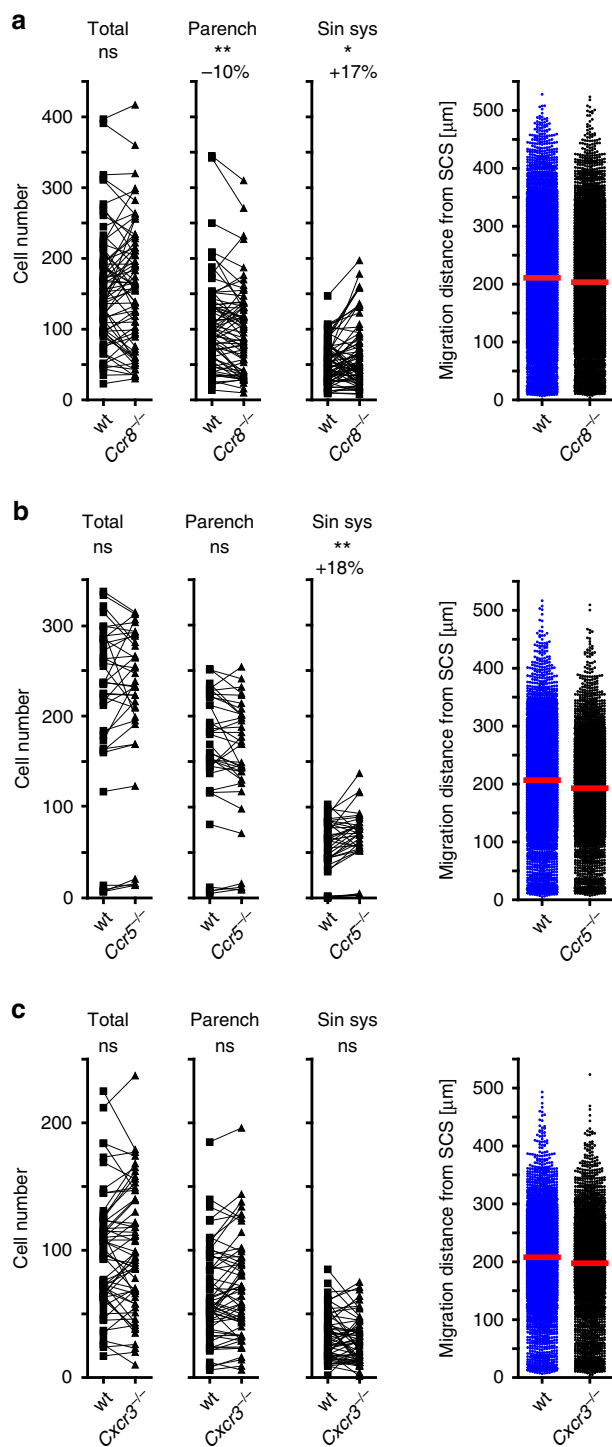 a
Total
Parench
Sin sys
ns
**
*
–10%
+17%
Cell number
400
300
200
100
0
wt
Ccr8–/–
wt
Ccr8–/–
wt
Ccr8–/–
Migration distance from SCS [µm]
500
400
300
200
100
0
wt
Ccr8–/–
b
Total
Parench
Sin sys
ns
ns
**
+18%
Cell number
300
200
100
0
wt
Ccr5–/–
wt
Ccr5–/–
wt
Ccr5–/–
Migration distance from SCS [µm]
500
400
300
200
100
0
wt
Ccr5–/–
c
Total
Parench
Sin sys
ns
ns
ns
Cell number
200
100
0
wt
Cxcr3–/–
wt
Cxcr3–/–
wt
Cxcr3–/–
Migration distance from SCS [µm]
500
400
300
200
100
0
wt
Cxcr3–/–